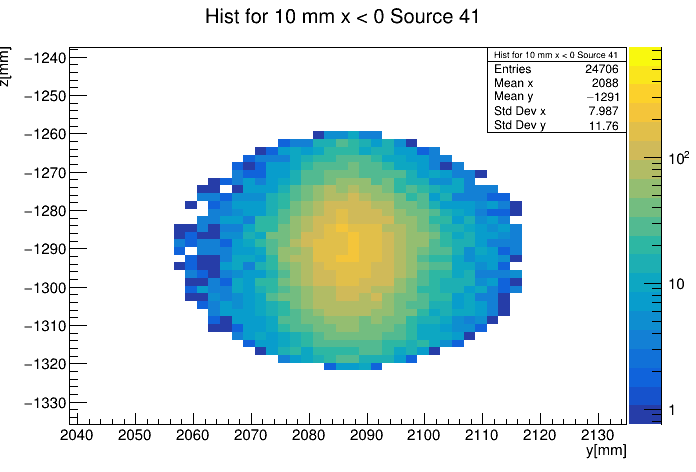 Hist for 10 mm x < 0 Source 41
z[mm]
Hist for 10 mm x < 0 Source 41
Entries 24706
Mean x 2088
Mean y −1291
Std Dev x 7.987
Std Dev y 11.76
−1240
−1250
−1260
−1270
−1280
−1290
−1300
−1310
−1320
−1330
10²
10
1
2040 2050 2060 2070 2080 2090 2100 2110 2120 2130
y[mm]